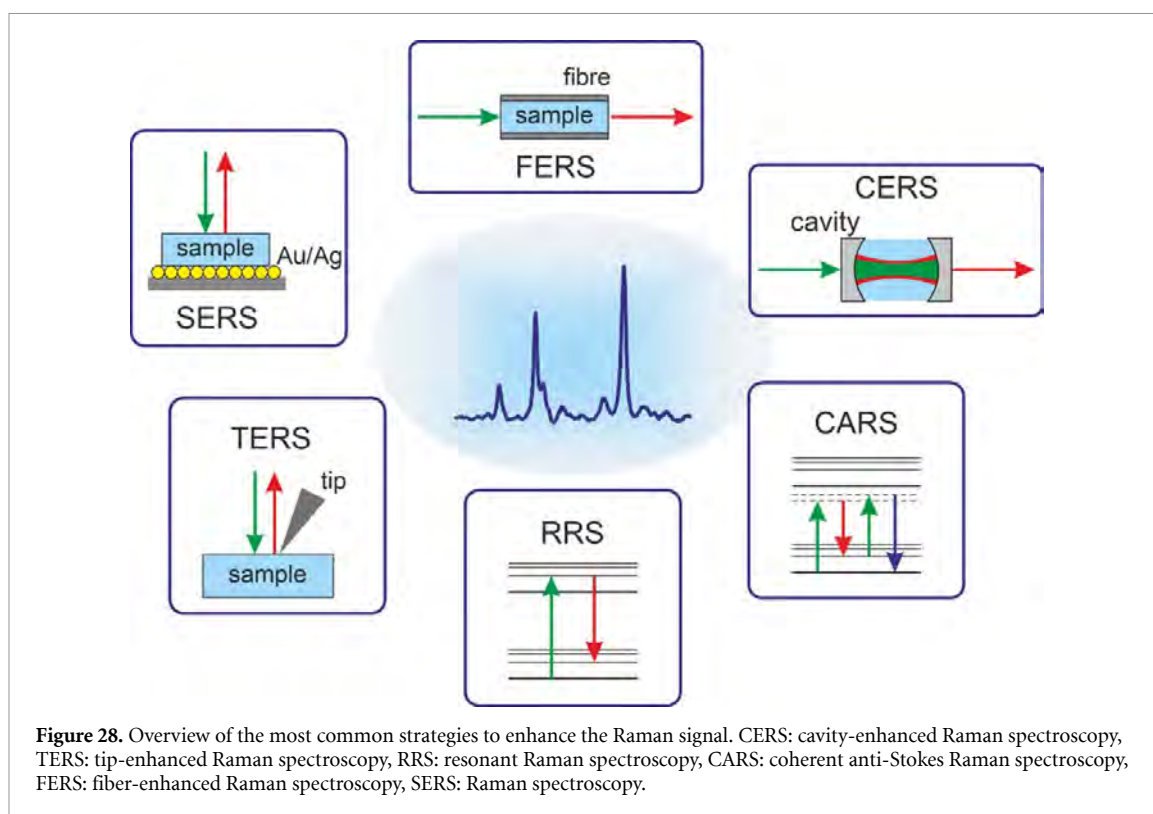 fibre
sample
FERS
CERS
cavity
sample
Au/Ag
SERS
TERS
tip
sample
RRS
CARS
Figure 28. Overview of the most common strategies to enhance the Raman signal. CERS: cavity-enhanced Raman spectroscopy,
TERS: tip-enhanced Raman spectroscopy, RRS: resonant Raman spectroscopy, CARS: coherent anti-Stokes Raman spectroscopy,
FERS: fiber-enhanced Raman spectroscopy, SERS: Raman spectroscopy.